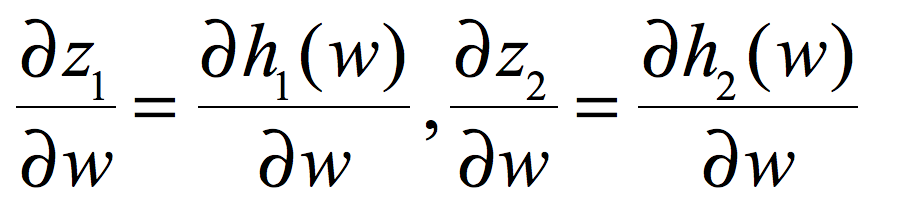 ∂z₁/∂w = ∂h₁(w)/∂w, ∂z₂/∂w = ∂h₂(w)/∂w